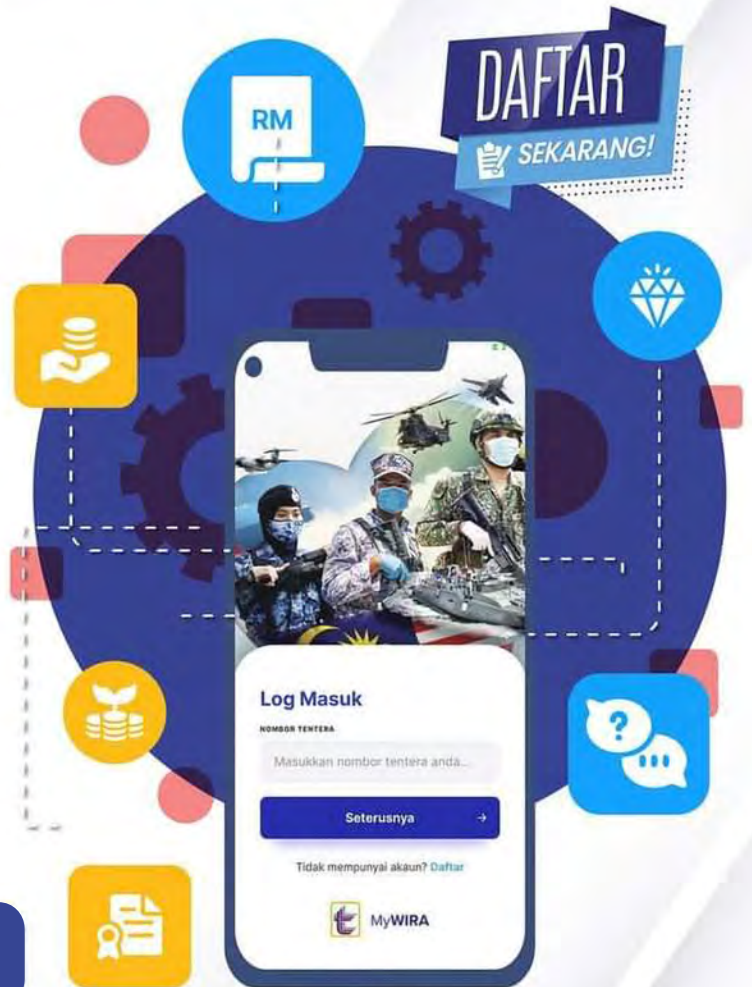 DAFTAR
SEKARANG!
RM
Log Masuk
NOMBOR TENTERA
Masukkan nombor tentera anda...
Seterusnya →
Tidak mempunyai akaun? Daftar
MyWIRA
?